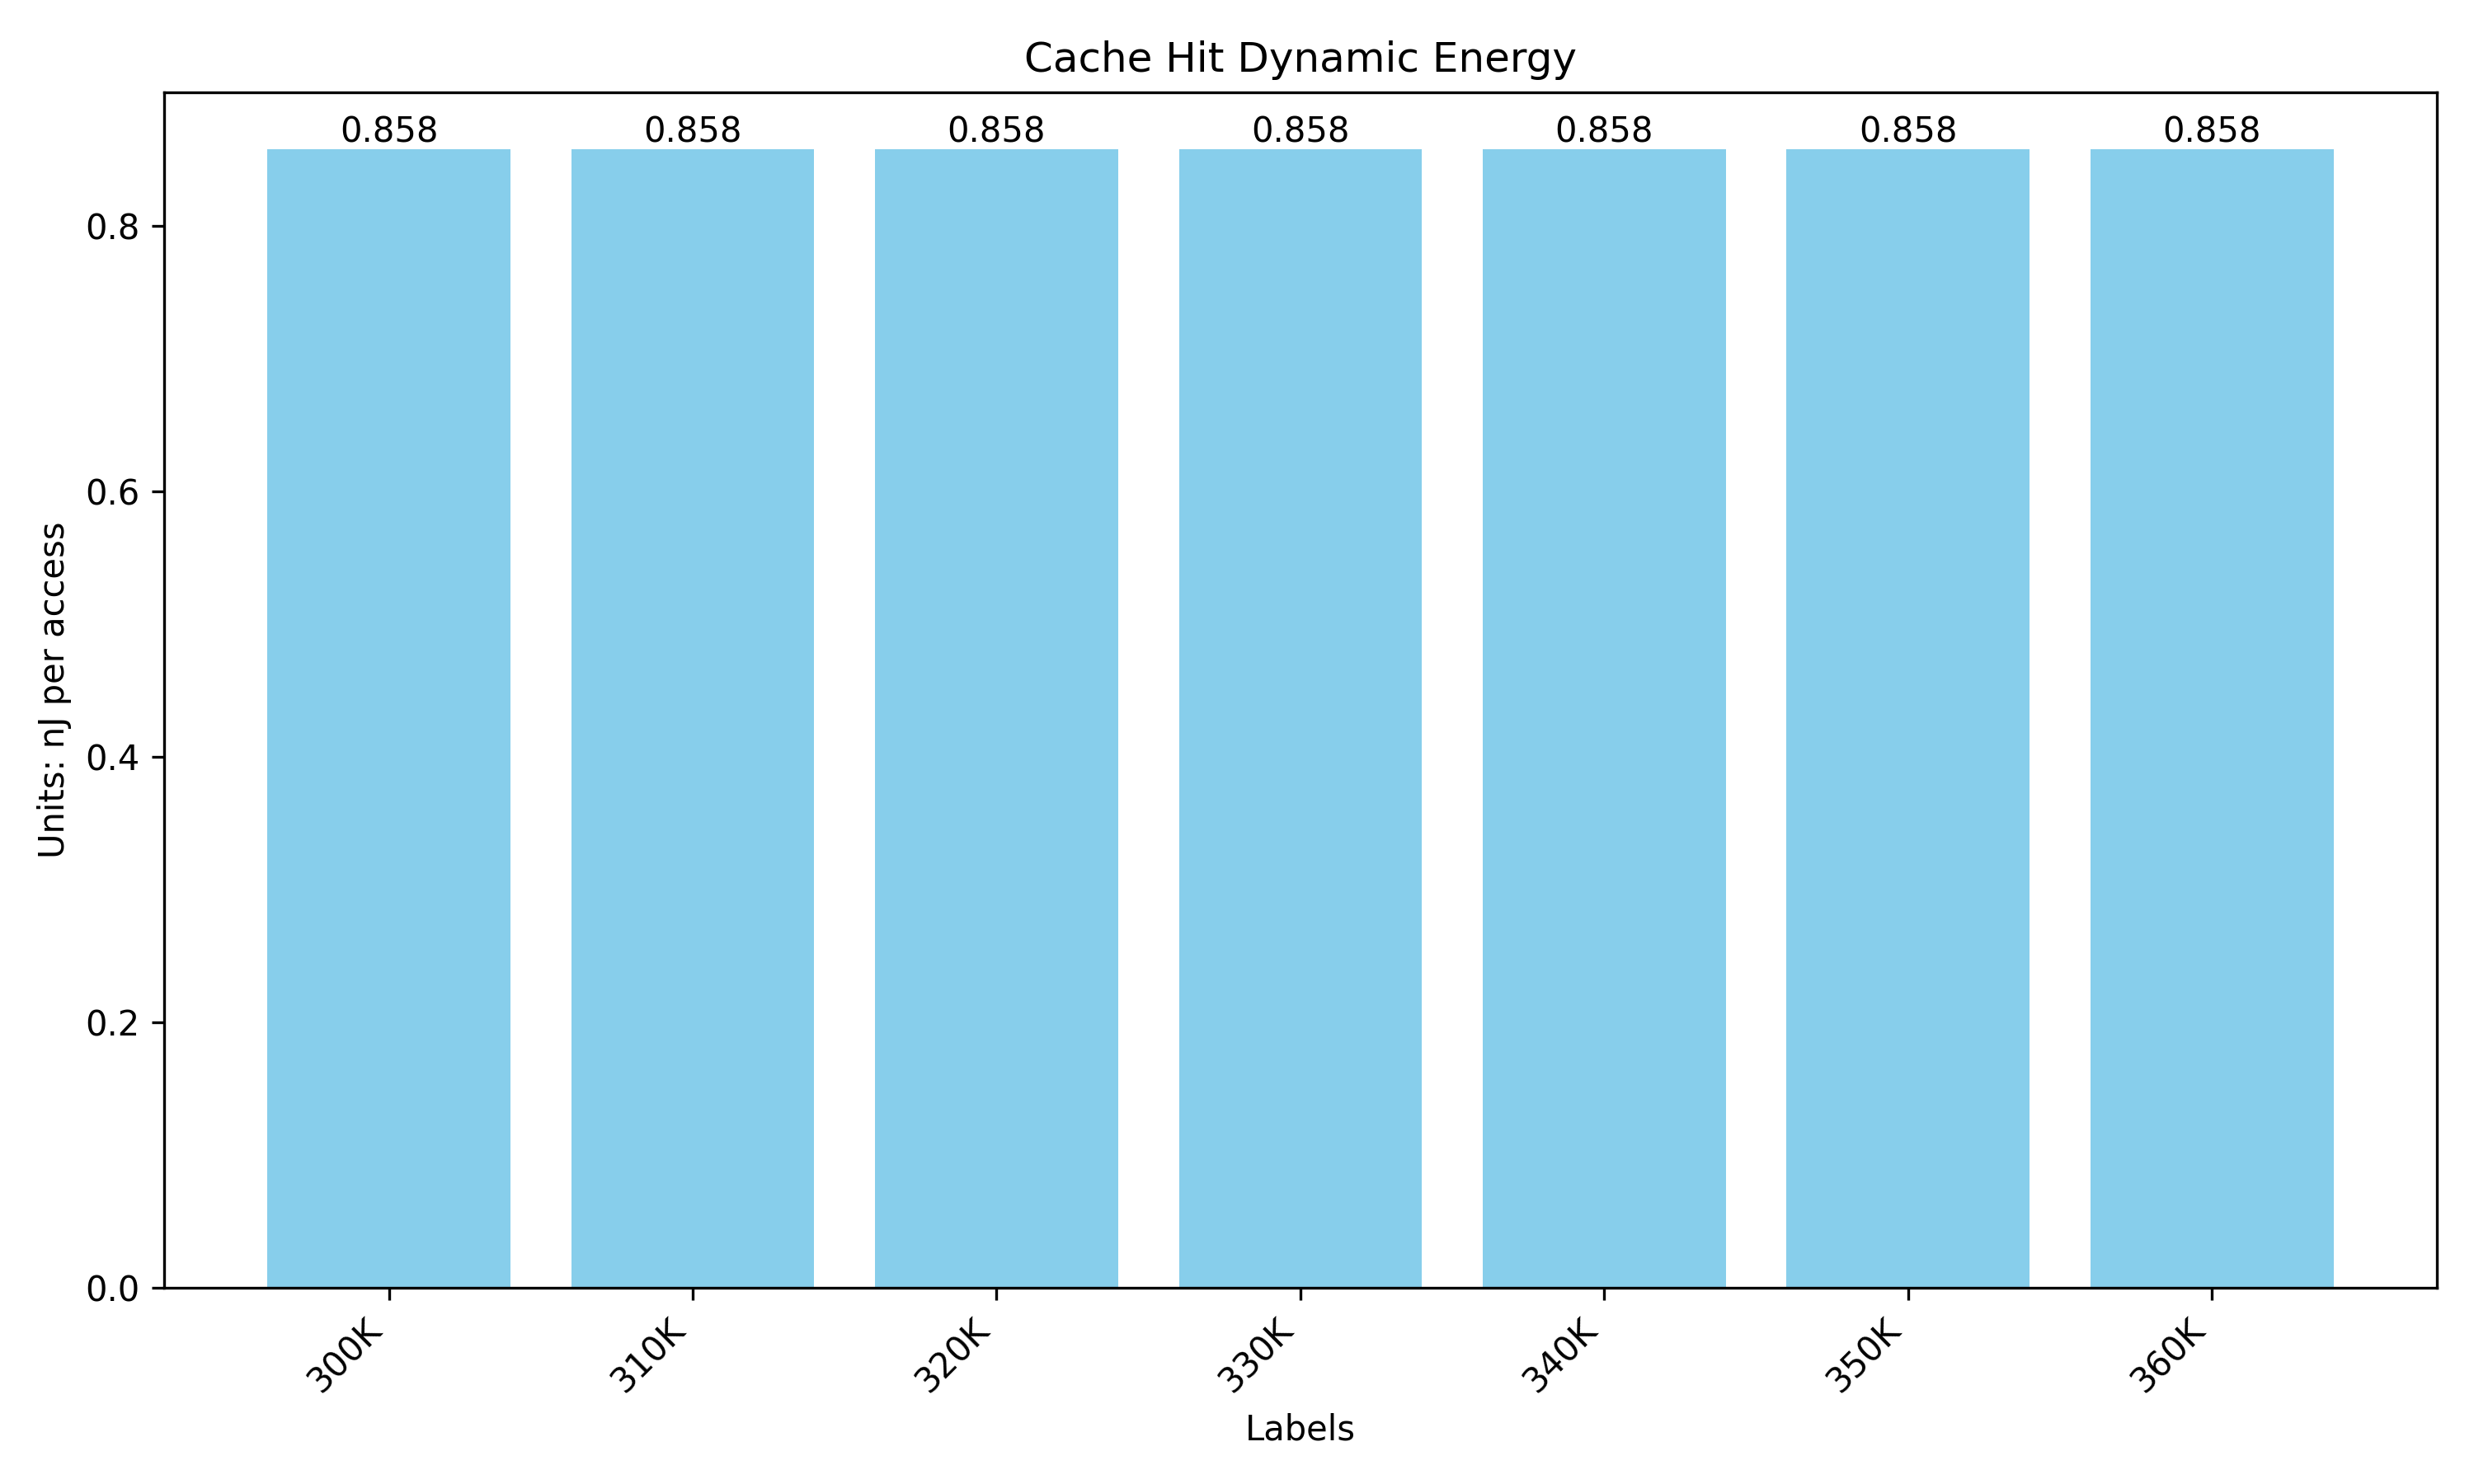 Cache Hit Dynamic Energy
0.858 0.858 0.858 0.858 0.858 0.858 0.858
0.8
0.6
0.4
0.2
0.0
Units: nJ per access
300K 310K 320K 330K 340K 350K 360K
Labels